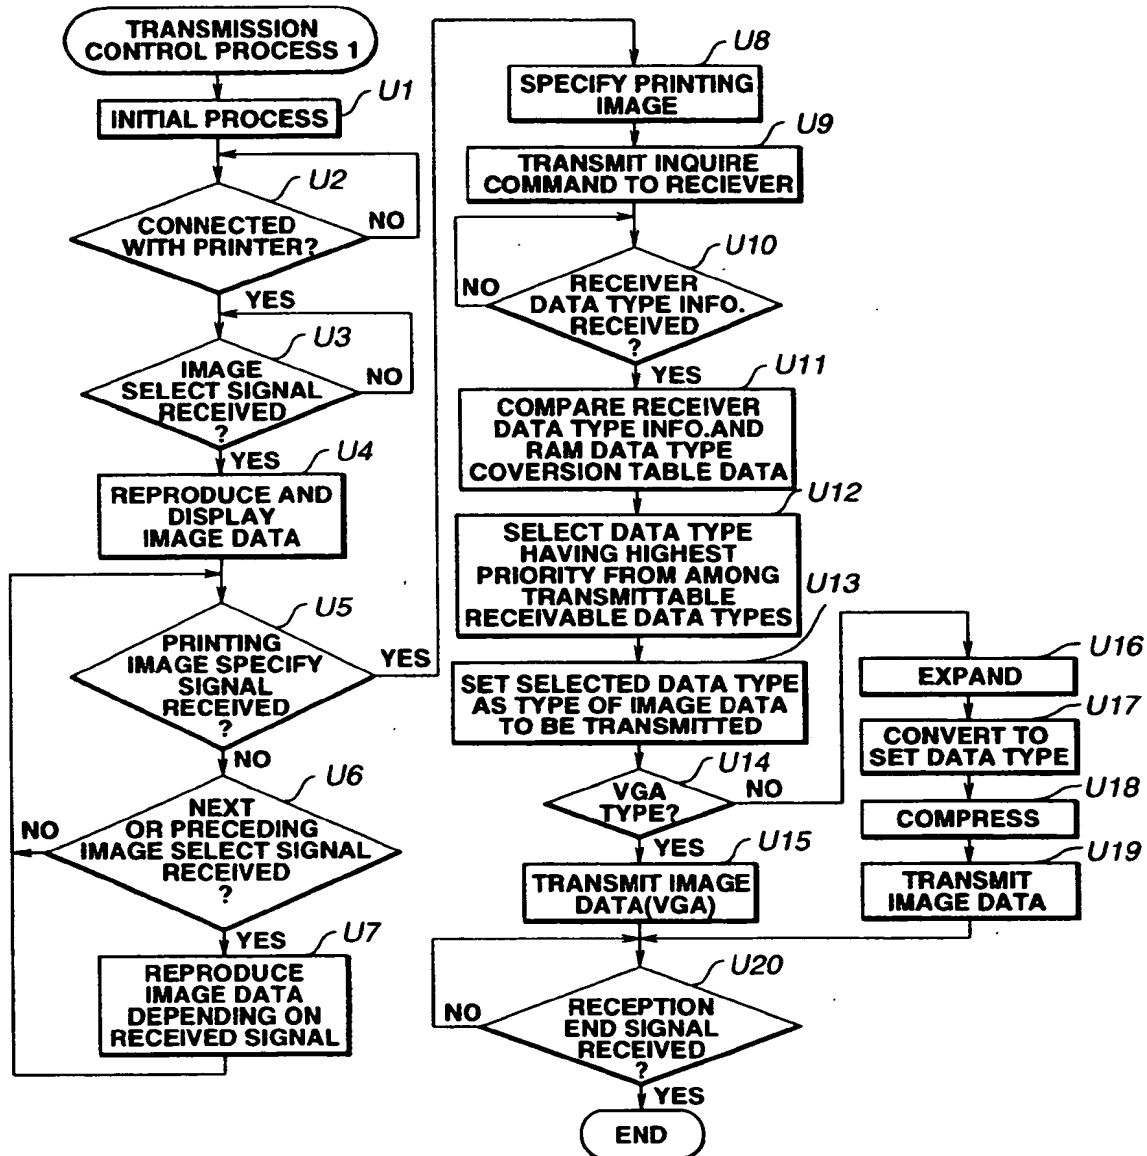 TRANSMISSION
CONTROL PROCESS 1
U1
INITIAL PROCESS
U2
CONNECTED
WITH PRINTER?
NO
YES
U3
IMAGE
SELECT SIGNAL
RECEIVED
?
NO
YES
U4
REPRODUCE AND
DISPLAY
IMAGE DATA
U5
PRINTING
IMAGE SPECIFY
SIGNAL
RECEIVED
?
YES
NO
U6
NEXT
OR PRECEDING
IMAGE SELECT SIGNAL
RECEIVED
?
NO
YES
U7
REPRODUCE
IMAGE DATA
DEPENDING ON
RECEIVED SIGNAL
U8
SPECIFY PRINTING
IMAGE
U9
TRANSMIT INQUIRE
COMMAND TO RECIEVER
U10
RECEIVER
DATA TYPE INFO.
RECEIVED
?
NO
YES
U11
COMPARE RECEIVER
DATA TYPE INFO.AND
RAM DATA TYPE
COVERSION TABLE DATA
U12
SELECT DATA TYPE
HAVING HIGHEST
PRIORITY FROM AMONG
TRANSMITTABLE
RECEIVABLE DATA TYPES
U13
SET SELECTED DATA TYPE
AS TYPE OF IMAGE DATA
TO BE TRANSMITTED
U14
VGA
TYPE?
NO
YES
U15
TRANSMIT IMAGE
DATA(VGA)
U16
EXPAND
U17
CONVERT TO
SET DATA TYPE
U18
COMPRESS
U19
TRANSMIT
IMAGE DATA
U20
RECEPTION
END SIGNAL
RECEIVED
?
NO
YES
END